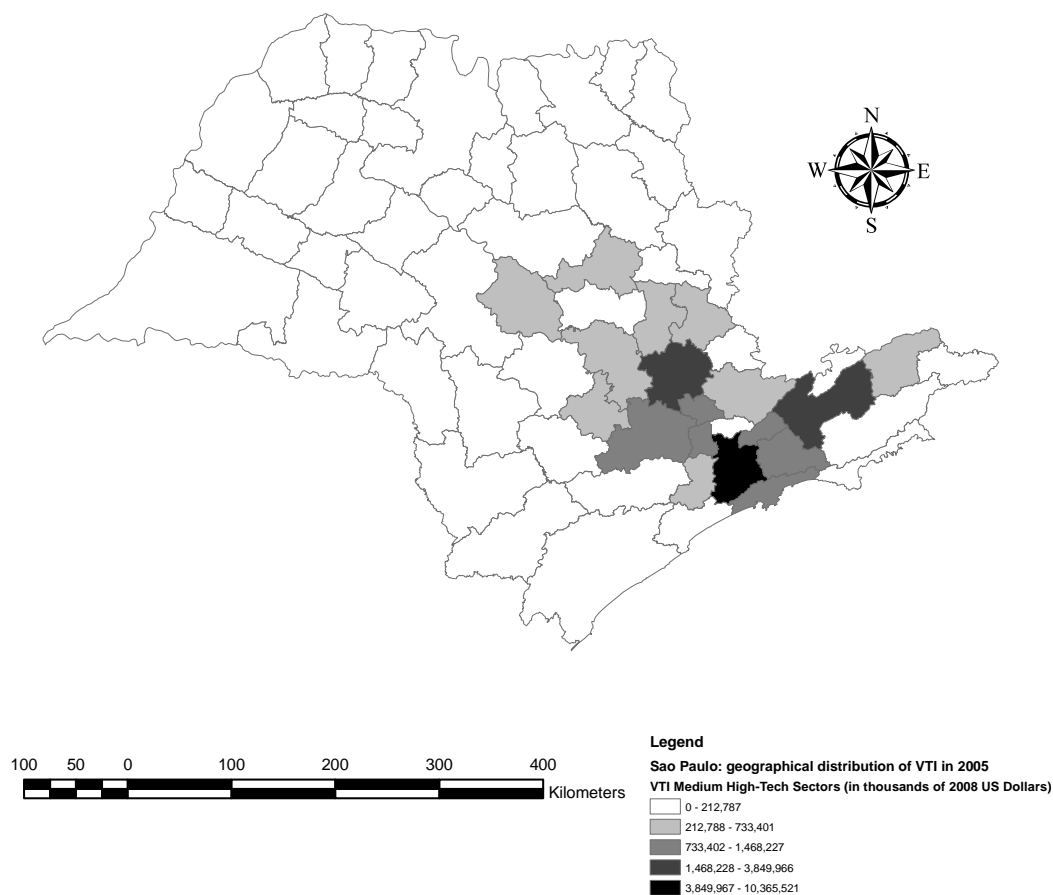 N
W E
S
100 50 0 100 200 300 400
Kilometers
Legend
Sao Paulo: geographical distribution of VTI in 2005
VTI Medium High-Tech Sectors (in thousands of 2008 US Dollars)
0 - 212,787
212,788 - 733,401
733,402 - 1,468,227
1,468,228 - 3,849,966
3,849,967 - 10,365,521